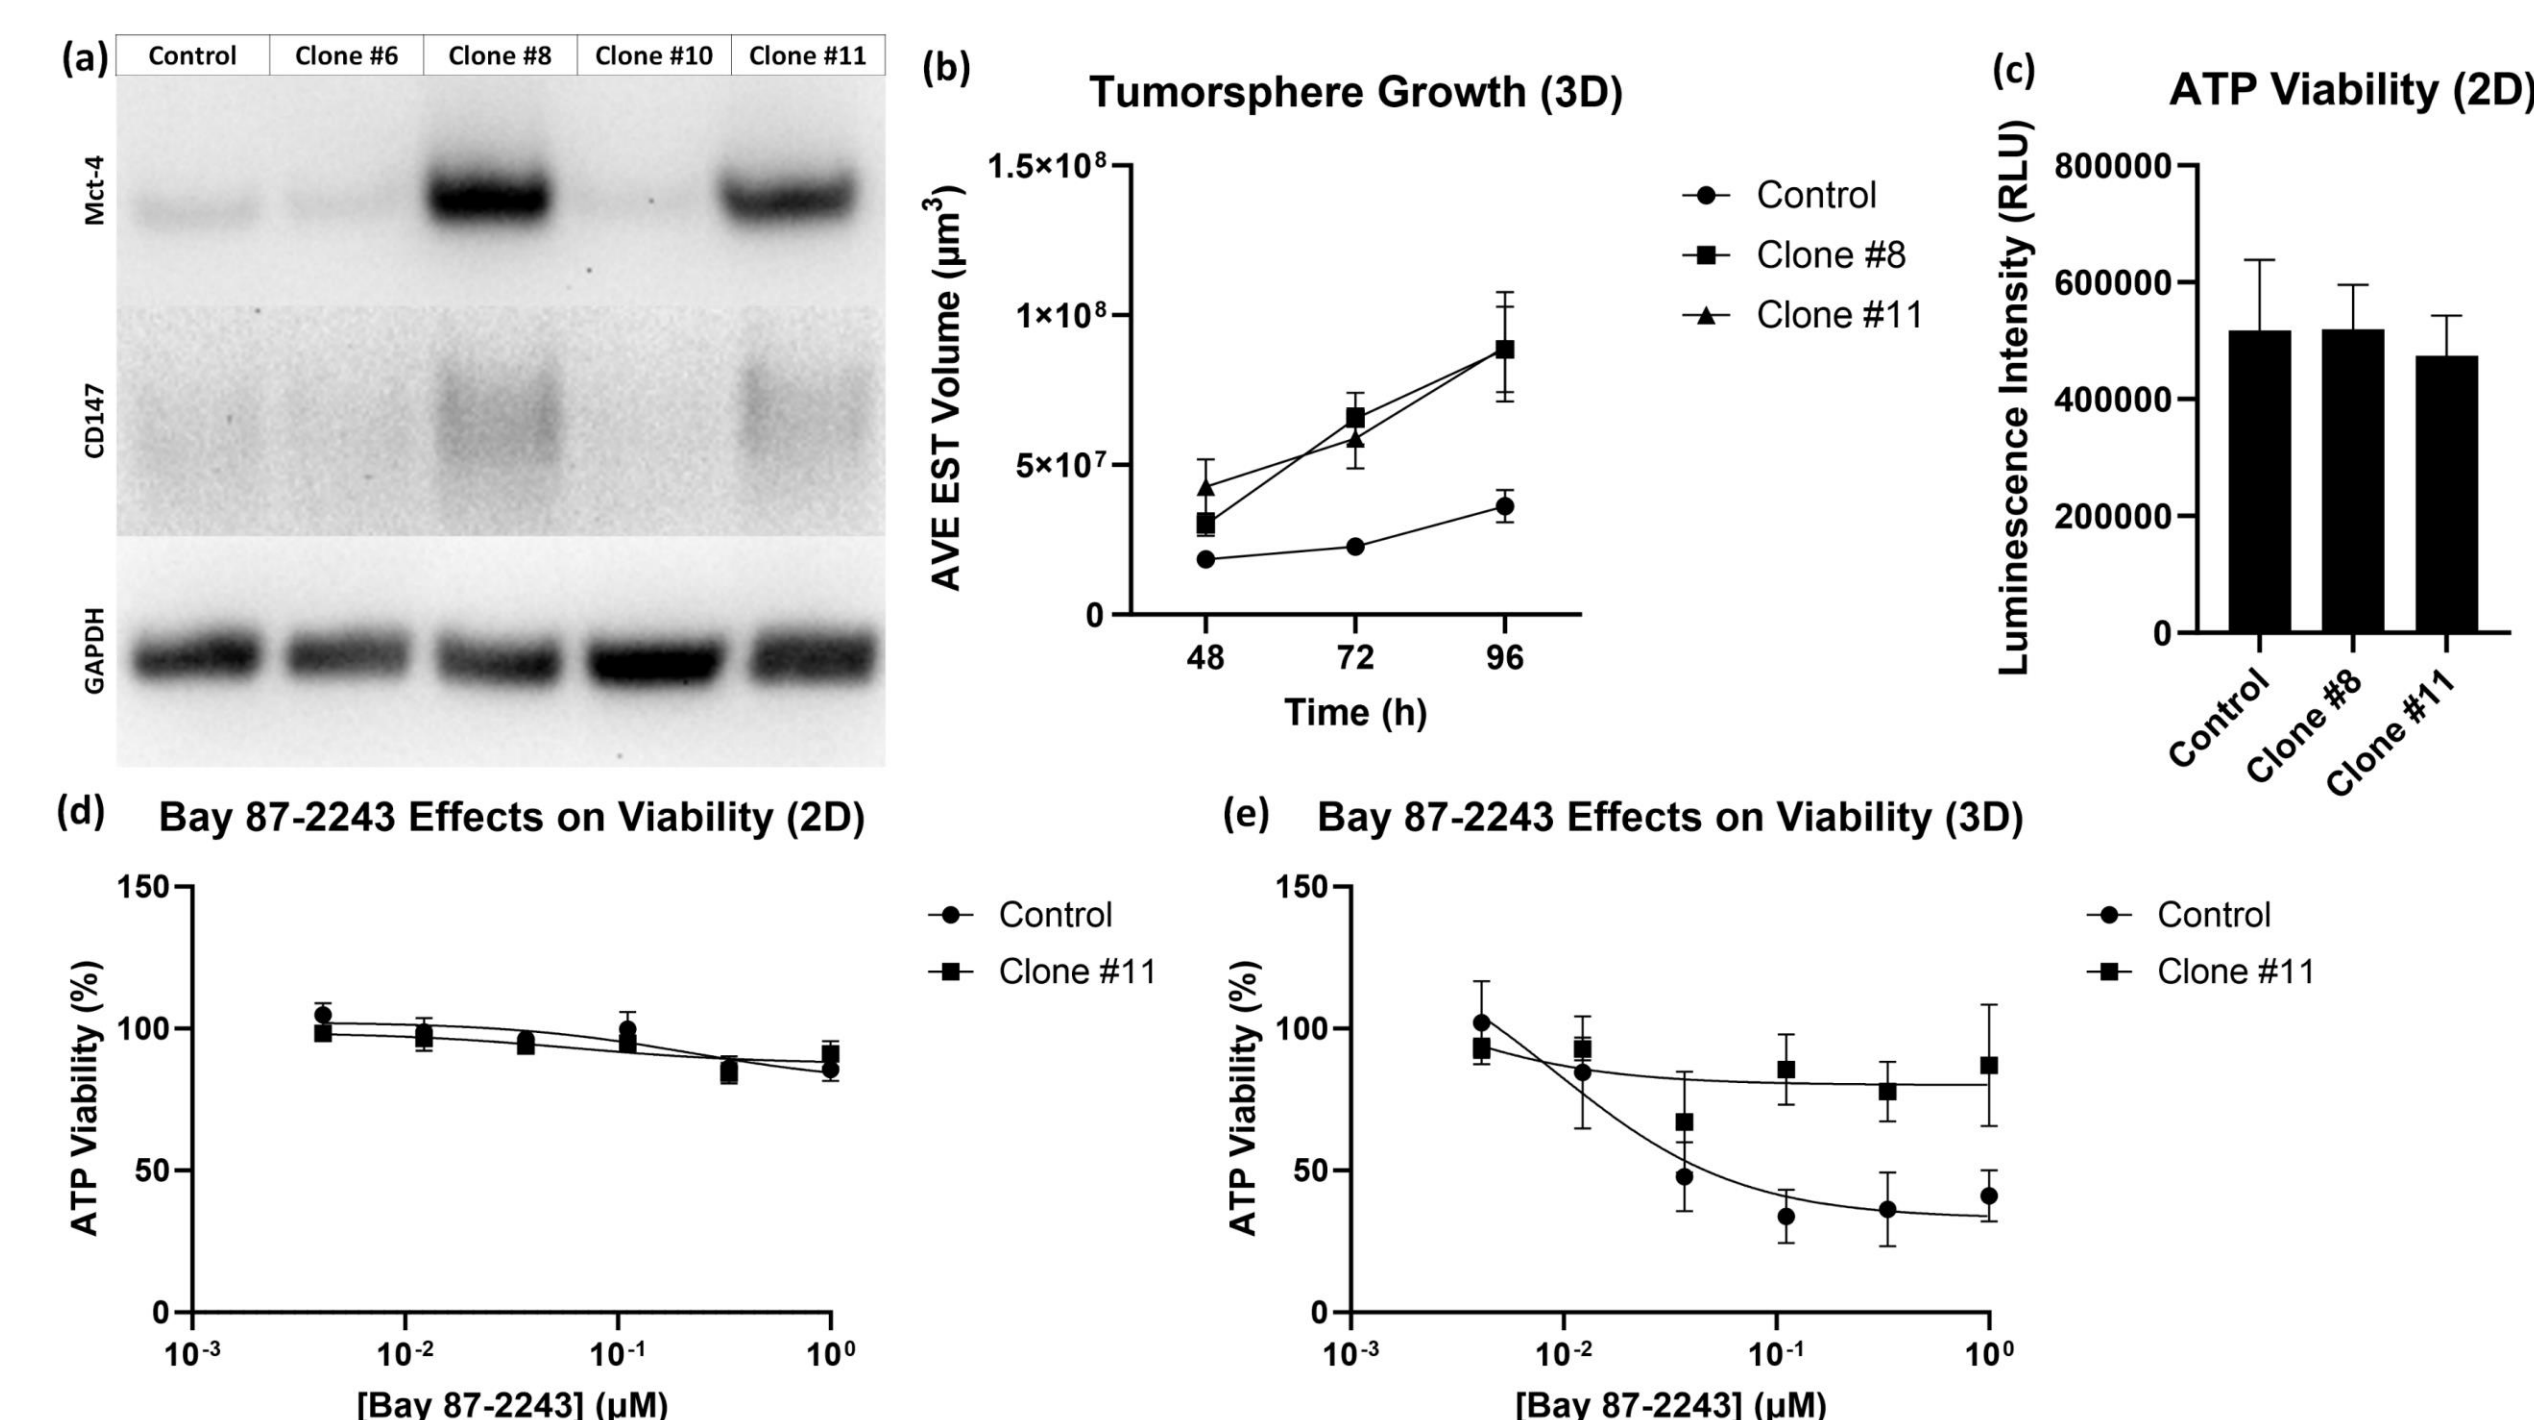 (a)
Control Clone #6 Clone #8 Clone #10 Clone #11
Mct-4
CD147
GAPDH
(b)
Tumorsphere Growth (3D)
AVE EST Volume (µm³)
1.5×10⁸
1×10⁸
5×10⁷
0
48 72 96
Time (h)
Control
Clone #8
Clone #11
(c)
ATP Viability (2D)
Luminescence Intensity (RLU)
800000
600000
400000
200000
0
Control
Clone #8
Clone #11
(d)
Bay 87-2243 Effects on Viability (2D)
ATP Viability (%)
150
100
50
0
10⁻³ 10⁻² 10⁻¹ 10⁰
[Bay 87-2243] (µM)
Control
Clone #11
(e)
Bay 87-2243 Effects on Viability (3D)
ATP Viability (%)
150
100
50
0
10⁻³ 10⁻² 10⁻¹ 10⁰
[Bay 87-2243] (µM)
Control
Clone #11